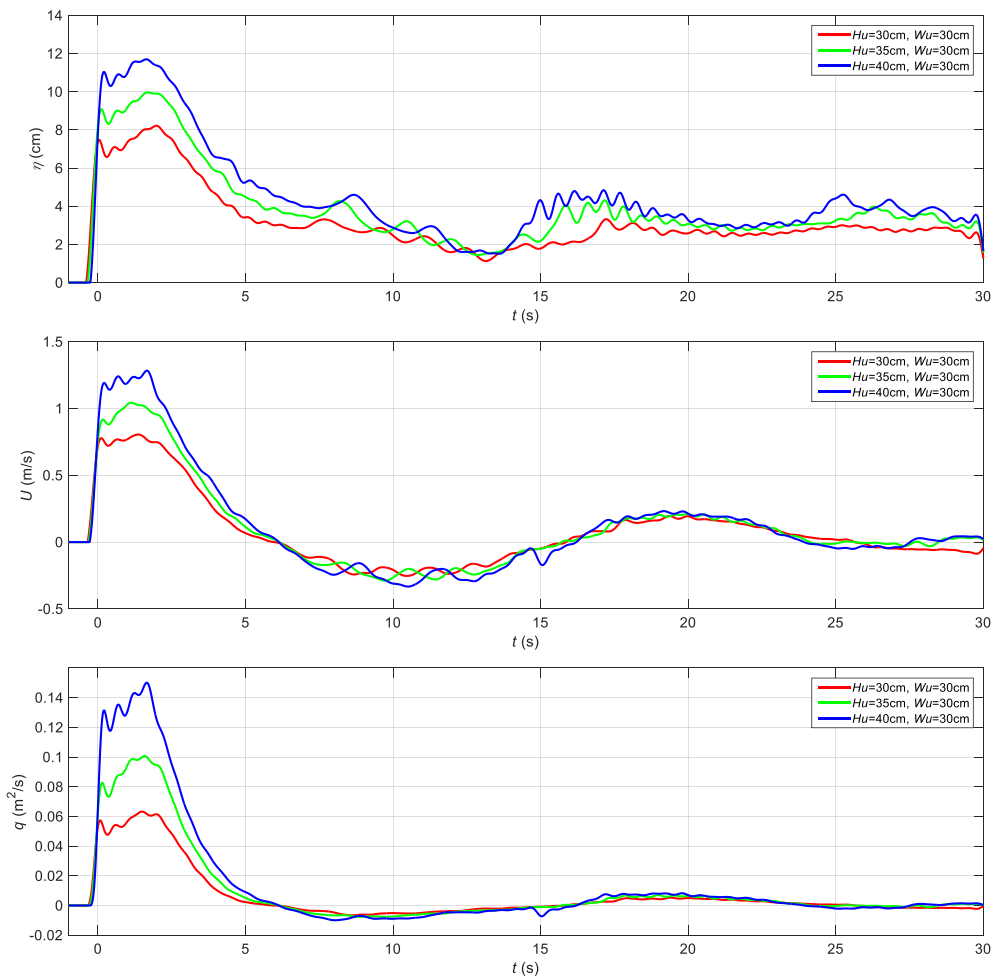 14
12
10
8
6
4
2
0
η (cm)
Hu=30cm, Wu=30cm
Hu=35cm, Wu=30cm
Hu=40cm, Wu=30cm
0 5 10 15 20 25 30
t (s)
1.5
1
0.5
0
-0.5
U (m/s)
Hu=30cm, Wu=30cm
Hu=35cm, Wu=30cm
Hu=40cm, Wu=30cm
0 5 10 15 20 25 30
t (s)
0.14
0.12
0.1
0.08
0.06
0.04
0.02
0
-0.02
q (m²/s)
Hu=30cm, Wu=30cm
Hu=35cm, Wu=30cm
Hu=40cm, Wu=30cm
0 5 10 15 20 25 30
t (s)